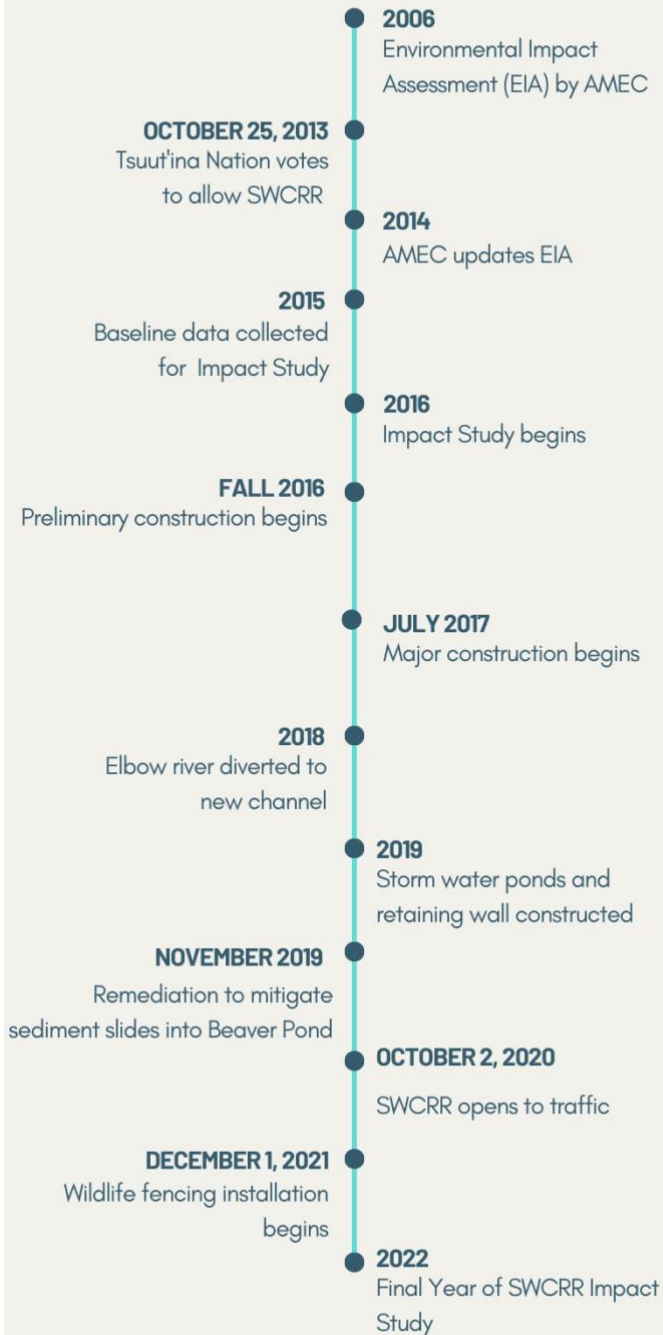 2006
Environmental Impact
Assessment (EIA) by AMEC
OCTOBER 25, 2013
Tsuut'ina Nation votes
to allow SWCRR
2014
AMEC updates EIA
2015
Baseline data collected
for Impact Study
2016
Impact Study begins
FALL 2016
Preliminary construction begins
JULY 2017
Major construction begins
2018
Elbow river diverted to
new channel
2019
Storm water ponds and
retaining wall constructed
NOVEMBER 2019
Remediation to mitigate
sediment slides into Beaver Pond
OCTOBER 2, 2020
SWCRR opens to traffic
DECEMBER 1, 2021
Wildlife fencing installation
begins
2022
Final Year of SWCRR Impact
Study